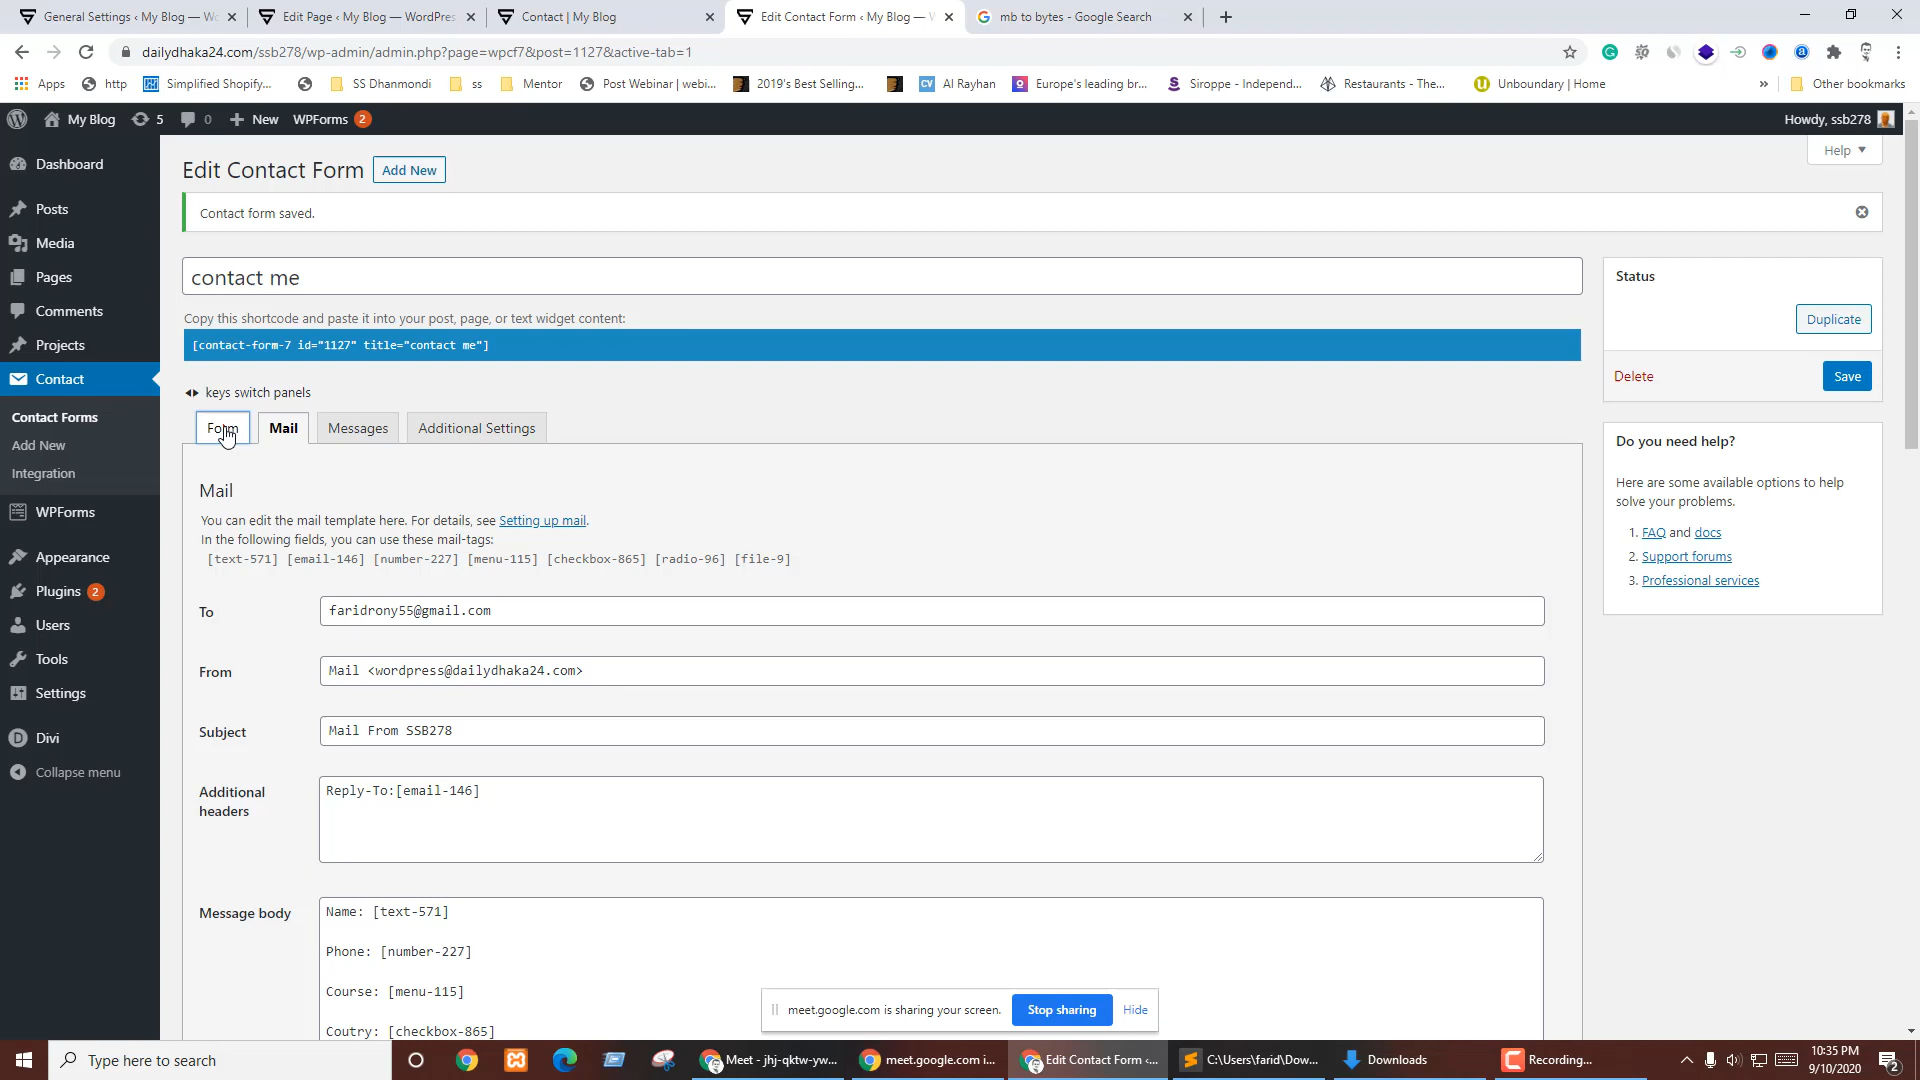 General Settings ‹ My Blog — Wo
Edit Page ‹ My Blog — WordPres
Contact | My Blog
Edit Contact Form ‹ My Blog — W
mb to bytes - Google Search
dailydhaka24.com/ssb278/wp-admin/admin.php?page=wpcf7&post=1127&active-tab=1
Apps
http
Simplified Shopify...
SS Dhanmondi
ss
Mentor
Post Webinar (webi...
2019's Best Selling...
CV Al Rayhan
Europe's leading br...
Siroppe - Independ...
Restaurants - The...
Unboundary | Home
»
Other bookmarks
My Blog
5
0
New
WPForms 2
Howdy, ssb278
Dashboard
Posts
Media
Pages
Comments
Projects
Contact
Contact Forms
Add New
Integration
WPForms
Appearance
Plugins 2
Users
Tools
Settings
Divi
Collapse menu
Help
Edit Contact Form
Add New
Contact form saved.
contact me
Copy this shortcode and paste it into your post, page, or text widget content:
[contact-form-7 id="1127" title="contact me"]
keys switch panels
Form
Mail
Messages
Additional Settings
Mail
You can edit the mail template here. For details, see Setting up mail.
In the following fields, you can use these mail-tags:
[text-571] [email-146] [number-227] [menu-115] [checkbox-865] [radio-96] [file-9]
To
faridrony55@gmail.com
From
Mail <wordpress@dailydhaka24.com>
Subject
Mail From SSB278
Additional
headers
Reply-To:[email-146]
Message body
Name: [text-571]
Phone: [number-227]
Course: [menu-115]
Coutry: [checkbox-865]
Status
Duplicate
Delete
Save
Do you need help?
Here are some available options to help
solve your problems.
1. FAQ and docs
2. Support forums
3. Professional services
meet.google.com is sharing your screen.
Stop sharing
Hide
Type here to search
Meet - jhj-qktw-yw...
meet.google.com i...
Edit Contact Form ‹...
C:\Users\farid\Dow...
Downloads
Recording...
10:35 PM
9/10/2020
2